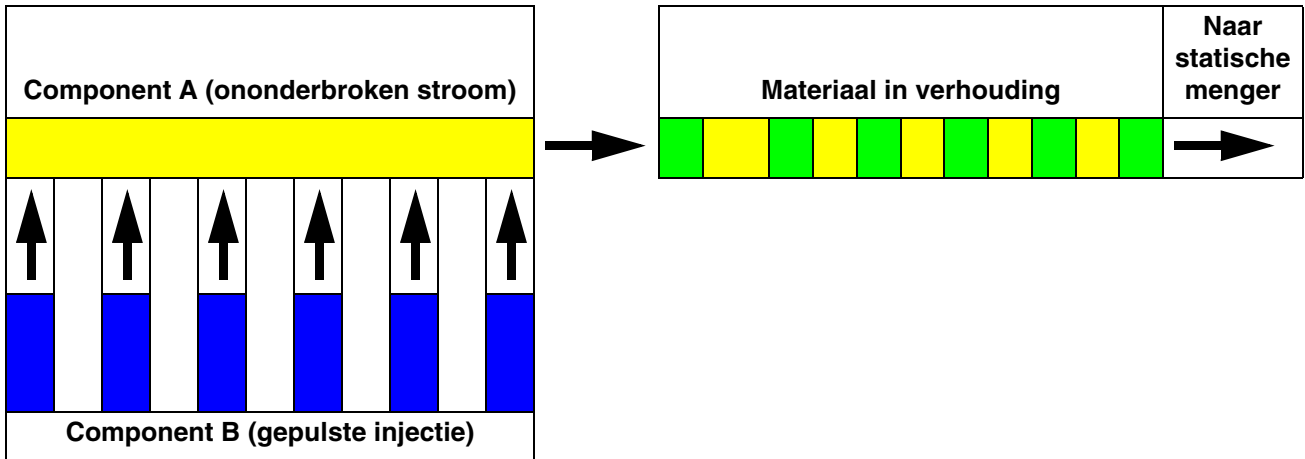 Component A (ononderbroken stroom)
Component B (gepulste injectie)
Materiaal in verhouding
Naar
statische
menger